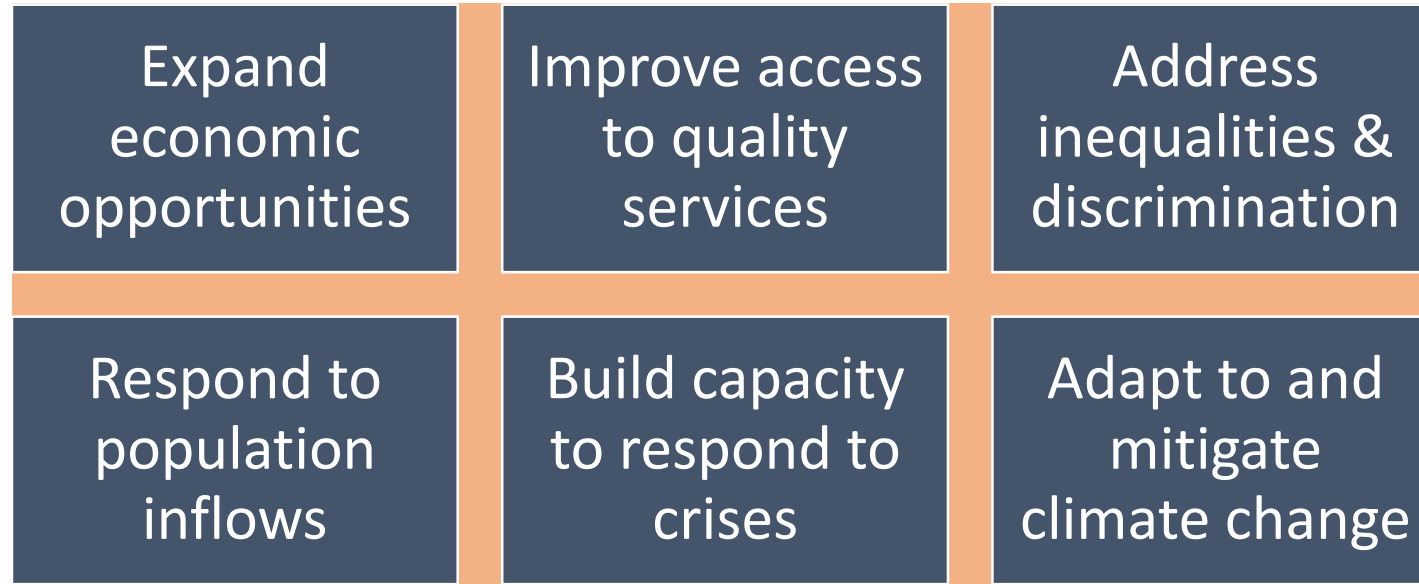 Expand
economic
opportunities
Improve access
to quality
services
Address
inequalities &
discrimination
Respond to
population
inflows
Build capacity
to respond to
crises
Adapt to and
mitigate
climate change